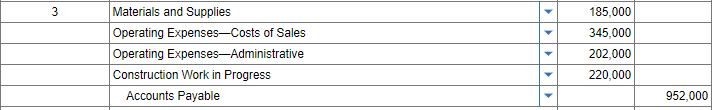 3 Materials and Supplies 185,000
Operating Expenses—Costs of Sales 345,000
Operating Expenses—Administrative 202,000
Construction Work in Progress 220,000
Accounts Payable 952,000